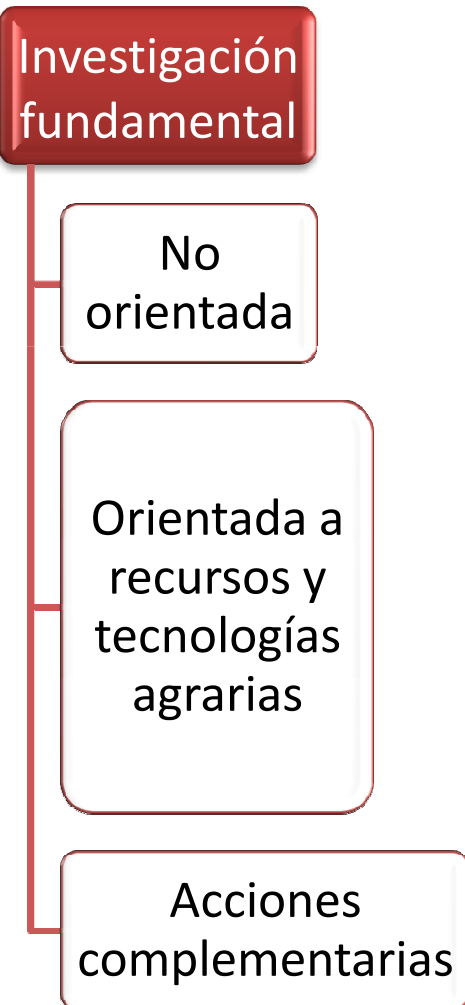 Investigación
fundamental
No
orientada
Orientada a
recursos y
tecnologías
agrarias
Acciones
complementarias